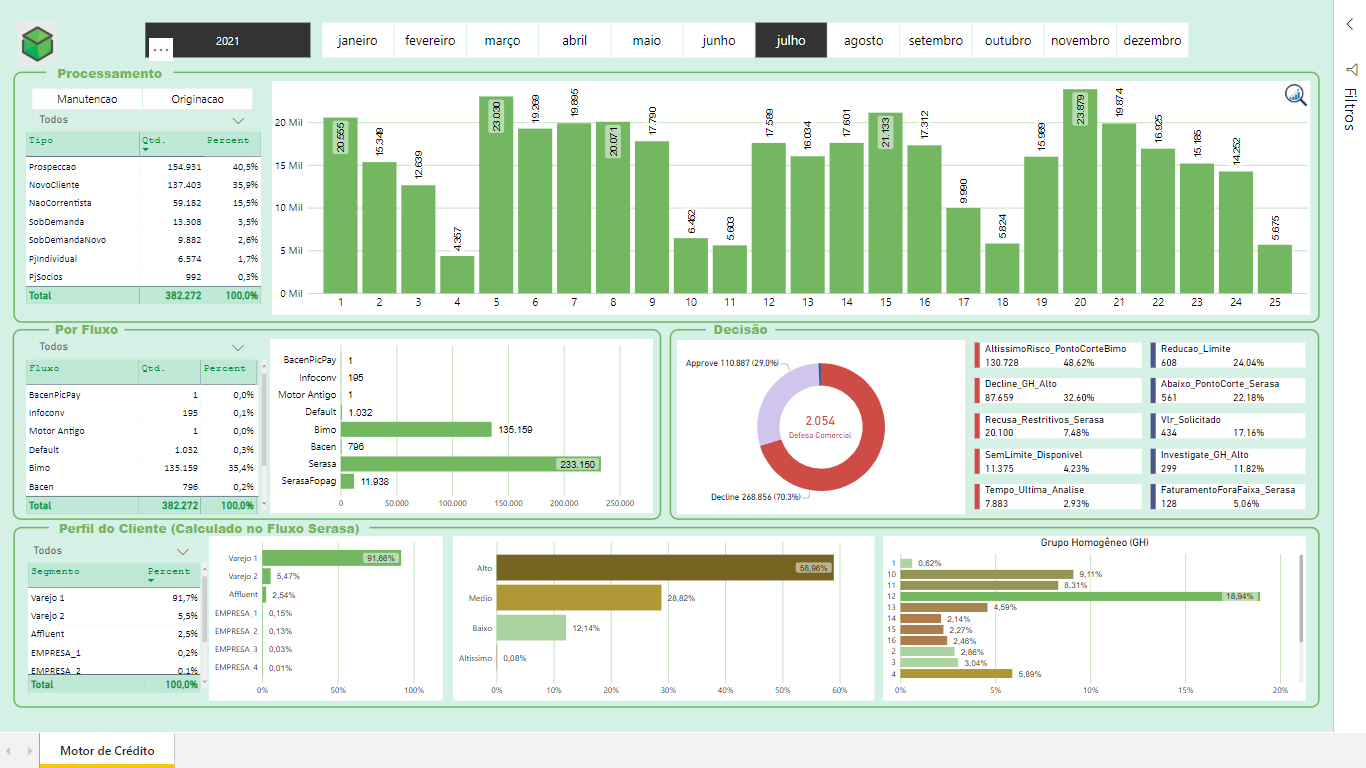 2021
janeiro fevereiro março abril maio junho julho agosto setembro outubro novembro dezembro
Filtros
Processamento
Manutencao Originacao
Todos
Tipo Qtd. Percent
Prospeccao 154.931 40,5%
NovoCliente 137.403 35,9%
NaoCorrentista 59.182 15,5%
SobDemanda 13.308 3,5%
SobDemandaNovo 9.882 2,6%
PjIndividual 6.574 1,7%
PjSocios 992 0,3%
Total 382.272 100,0%
20 Mil
15 Mil
10 Mil
5 Mil
0 Mil
20.555 15.349 12.639 4.357 23.030 19.269 19.895 20.071 17.790 6.452 5.603 17.589 16.034 17.601 21.133 17.312 9.990 5.824 15.989 23.879 19.874 16.925 15.185 14.252 5.675
1 2 3 4 5 6 7 8 9 10 11 12 13 14 15 16 17 18 19 20 21 22 23 24 25
Por Fluxo
Todos
Fluxo Qtd. Percent
BacenPicPay 1 0,0%
Infoconv 195 0,1%
Motor Antigo 1 0,0%
Default 1.032 0,3%
Bimo 135.159 35,4%
Bacen 796 0,2%
Total 382.272 100,0%
BacenPicPay 1
Infoconv 195
Motor Antigo 1
Default 1.032
Bimo 135.159
Bacen 796
Serasa 233.150
SerasaFopag 11.938
0 50.000 100.000 150.000 200.000 250.000
Decisão
Approve 110.887 (29,0%)
2.054
Defesa Comercial
Decline 268.856 (70,3%)
AltissimoRisco_PontoCorteBimo
130.728 48,62%
Decline_GH_Alto
87.659 32,60%
Recusa_Restritivos_Serasa
20.100 7,48%
SemLimite_Disponivel
11.375 4,23%
Tempo_Ultima_Analise
7.883 2,93%
Reducao_Limite
608 24,04%
Abaixo_PontoCorte_Serasa
561 22,18%
Vlr_Solicitado
434 17,16%
Investigate_GH_Alto
299 11,82%
FaturamentoForaFaixa_Serasa
128 5,06%
Perfil do Cliente (Calculado no Fluxo Serasa)
Todos
Segmento Percent
Varejo 1 91,7%
Varejo 2 5,5%
Affluent 2,5%
EMPRESA_1 0,2%
EMPRESA_2 0,1%
Total 100,0%
Varejo 1 91,66%
Varejo 2 5,47%
Affluent 2,54%
EMPRESA_1 0,15%
EMPRESA_2 0,13%
EMPRESA_3 0,03%
EMPRESA_4 0,01%
0% 50% 100%
Alto 58,96%
Medio 28,82%
Baixo 12,14%
Altissimo 0,08%
0% 10% 20% 30% 40% 50% 60%
Grupo Homogêneo (GH)
1 0,62%
10 9,11%
11 8,31%
12 18,94%
13 4,59%
14 2,14%
15 2,27%
16 2,46%
2 2,86%
3 3,04%
4 5,89%
0% 5% 10% 15% 20%
Motor de Crédito